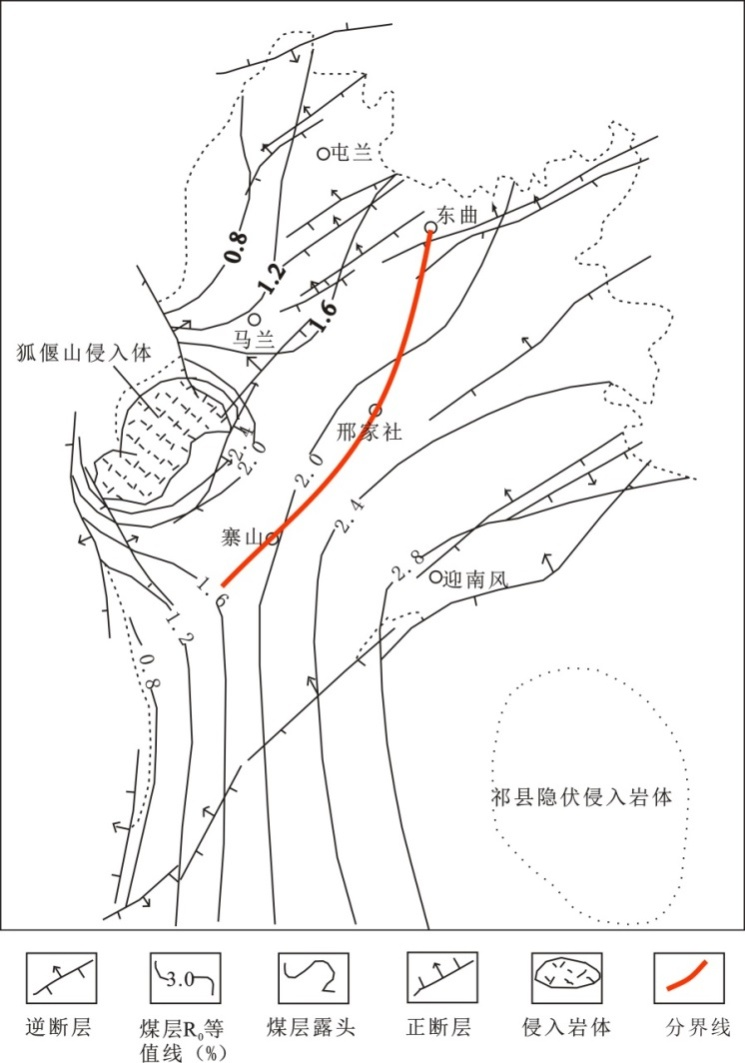 屯兰
东曲
0.8
1.2
1.6
马兰
狐偃山侵入体
2.4
2.0
邢家社
2.0
2.4
寨山
2.8
迎南风
1.6
1.2
0.8
祁县隐伏侵入岩体
3.0
逆断层
煤层R₀等
值线（%）
煤层露头
正断层
侵入岩体
分界线